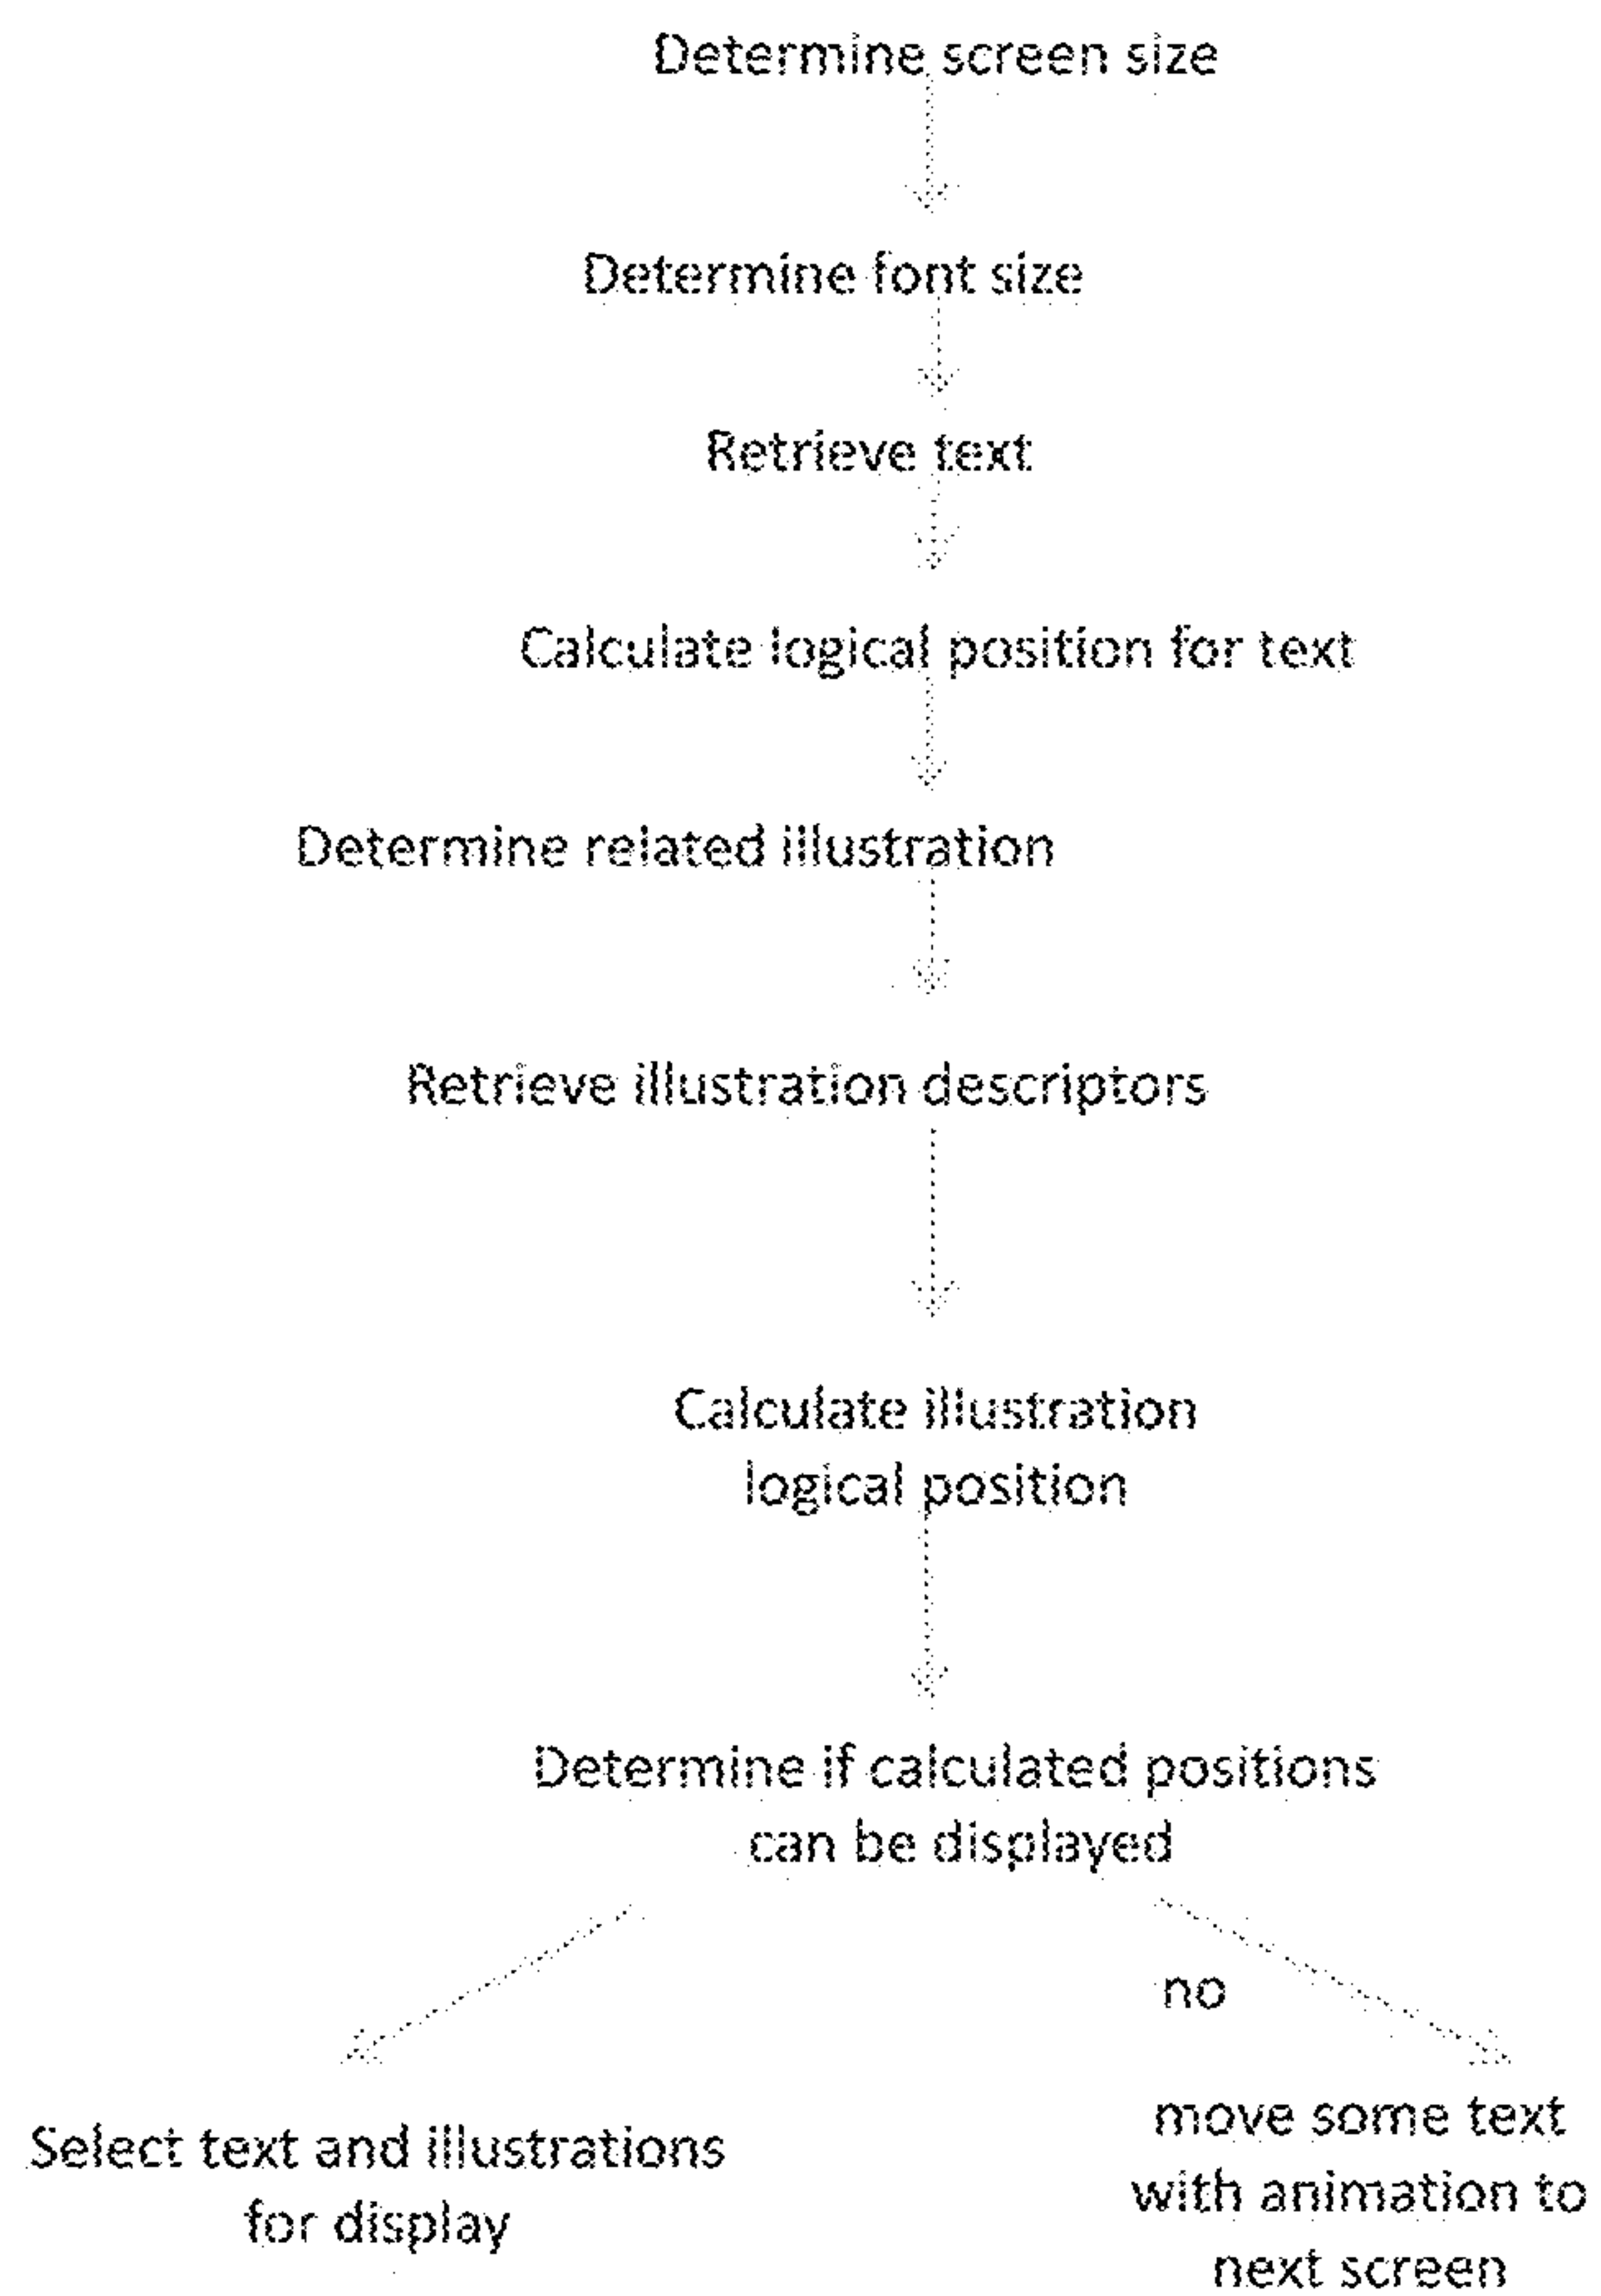 Determine screen size
Determine font size
Retrieve text
Calculate logical position for text
Determine related illustration
Retrieve illustration descriptors
Calculate illustration
logical position
Determine if calculated positions
can be displayed
no
Select text and illustrations
for display
move some text
with animation to
next screen